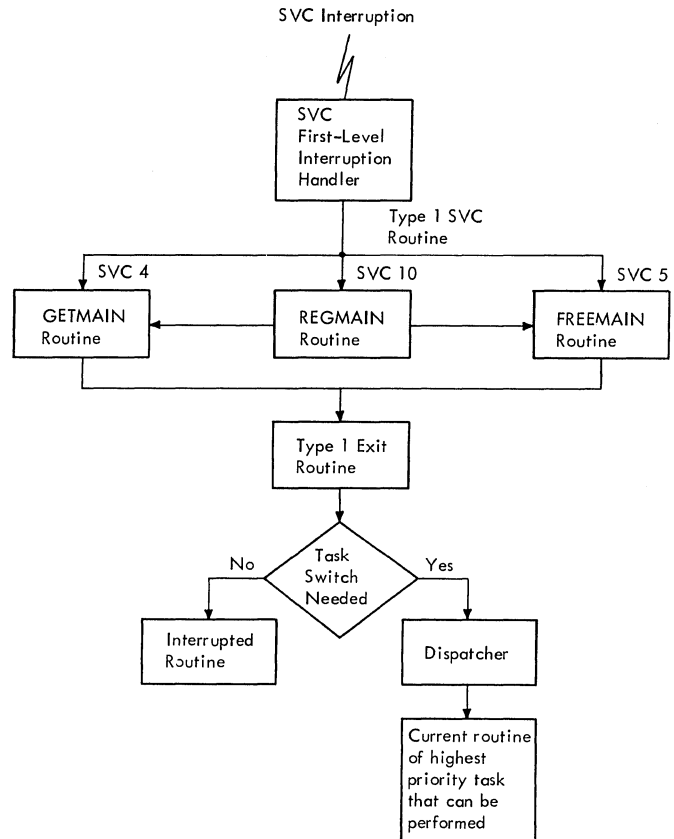 SVC Interruption
SVC
First-Level
Interruption
Handler
Type 1 SVC
Routine
SVC 4
SVC 10
SVC 5
GETMAIN
Routine
REGMAIN
Routine
FREEMAIN
Routine
Type 1 Exit
Routine
No
Task
Switch
Needed
Yes
Interrupted
Routine
Dispatcher
Current routine
of highest
priority task
that can be
performed